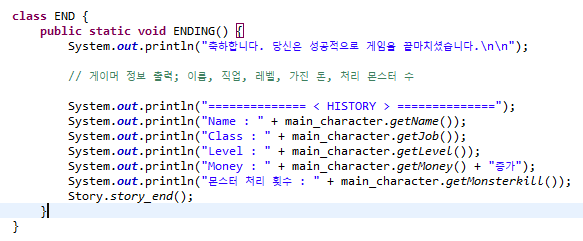 class END {
public static void ENDING() {
System.out.println("축하합니다. 당신은 성공적으로 게임을 끝마치셨습니다.\n\n");
// 게이머 정보 출력; 이름, 직업, 레벨, 가진 돈, 처리 몬스터 수
System.out.println("============== < HISTORY > ==============");
System.out.println("Name : " + main_character.getName());
System.out.println("Class : " + main_character.getJob());
System.out.println("Level : " + main_character.getLevel());
System.out.println("Money : " + main_character.getMoney() + "증가");
System.out.println("몬스터 처리 횟수 : " + main_character.getMonsterkill());
Story.story_end();
}
}